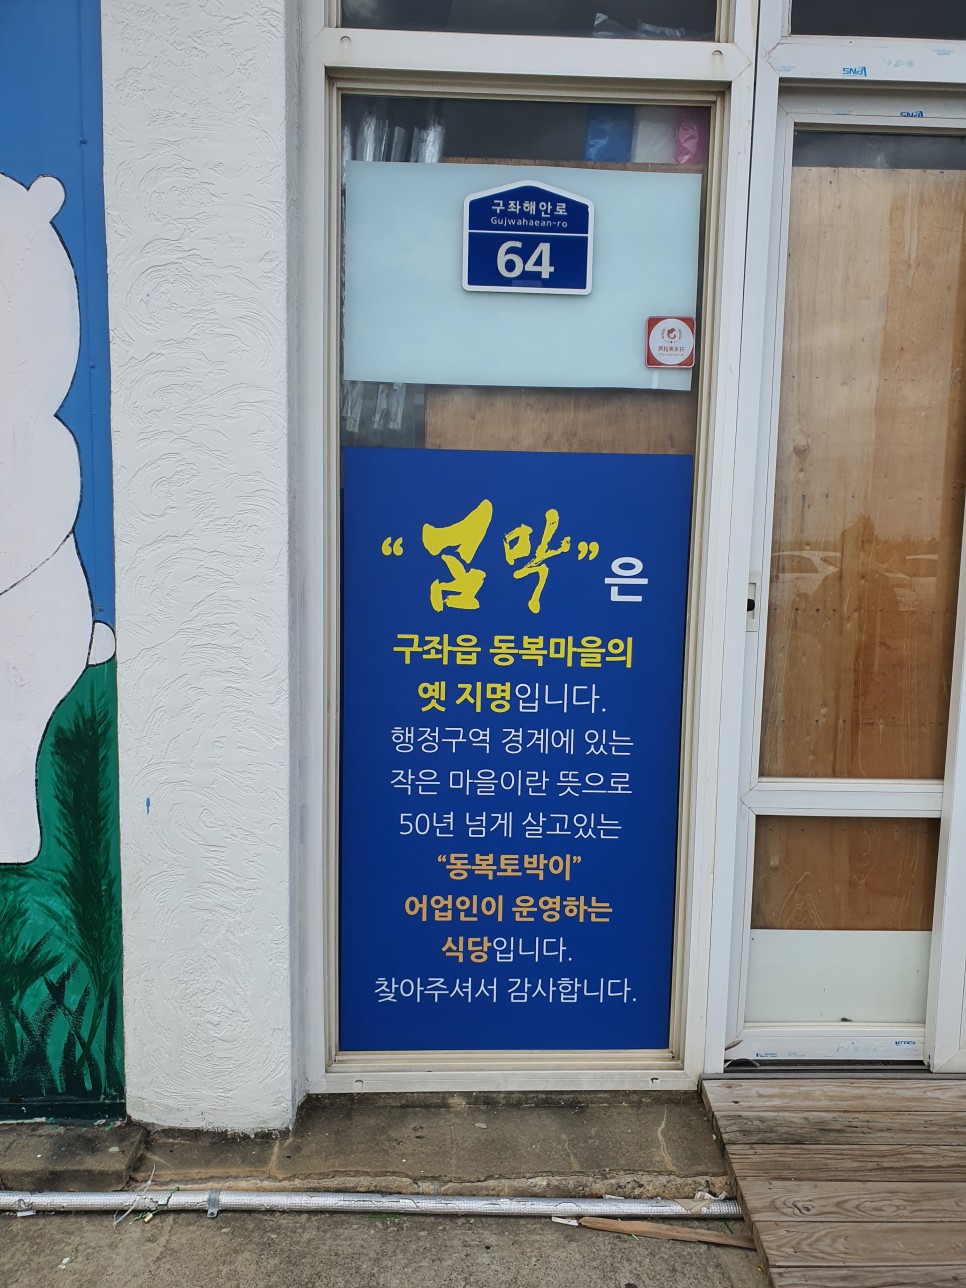 구좌해안로
Gujwahaean-ro
64
“곰막”은
구좌읍 동복마을의
옛 지명입니다.
행정구역 경계에 있는
작은 마을이란 뜻으로
50년 넘게 살고있는
“동복토박이”
어업인이 운영하는
식당입니다.
찾아주셔서 감사합니다.